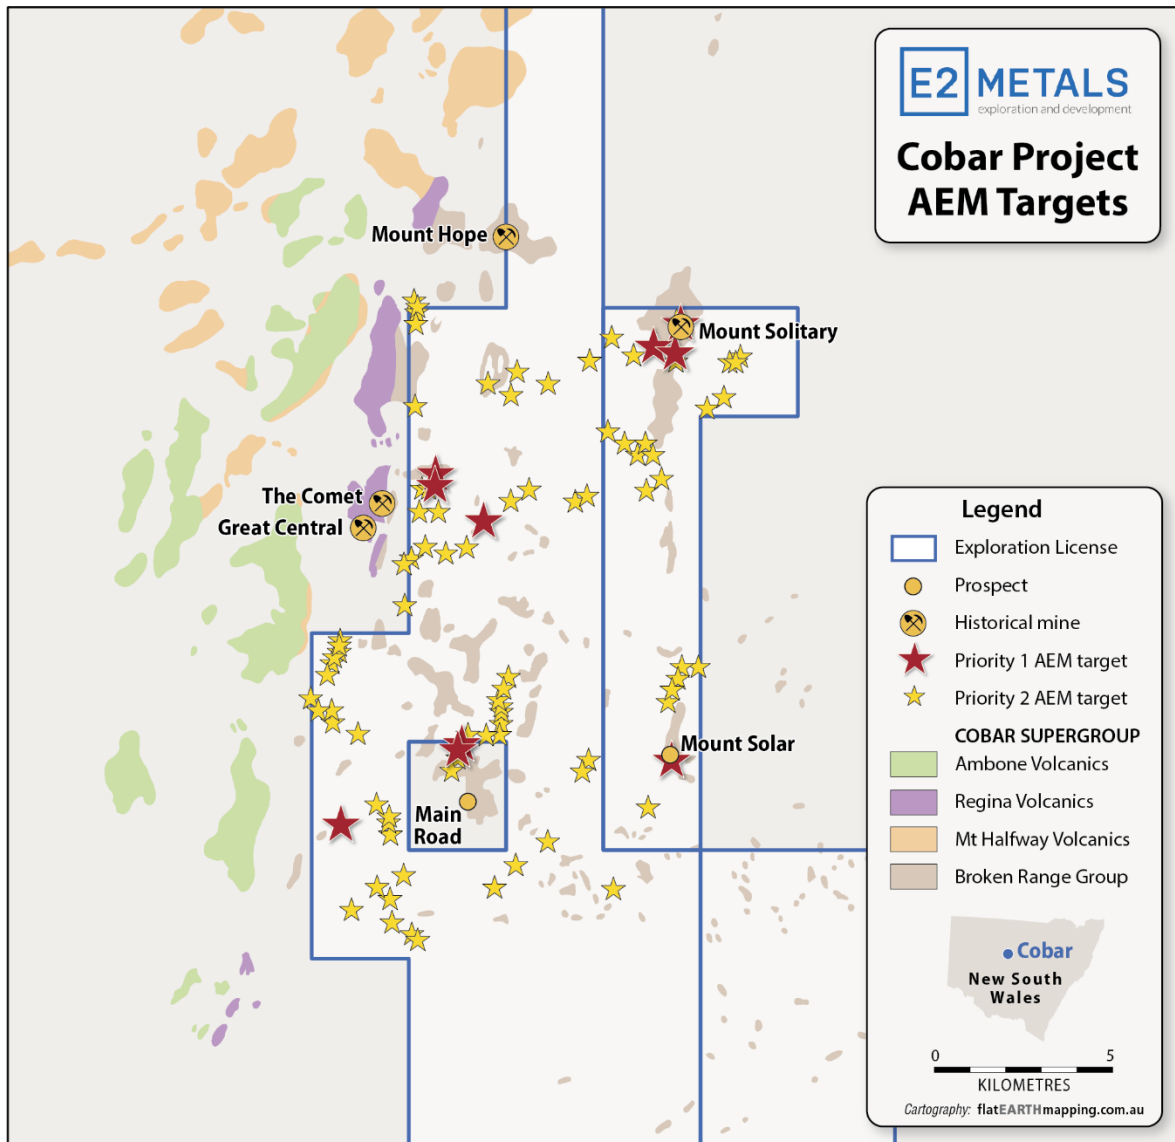 E2 METALS
exploration and development
Cobar Project
AEM Targets
Mount Hope
Mount Solitary
The Comet
Great Central
Mount Solar
Main
Road
Legend
Exploration License
Prospect
Historical mine
Priority 1 AEM target
Priority 2 AEM target
COBAR SUPERGROUP
Ambone Volcanics
Regina Volcanics
Mt Halfway Volcanics
Broken Range Group
Cobar
New South
Wales
0 5
KILOMETRES
Cartography: flatEARTHmapping.com.au